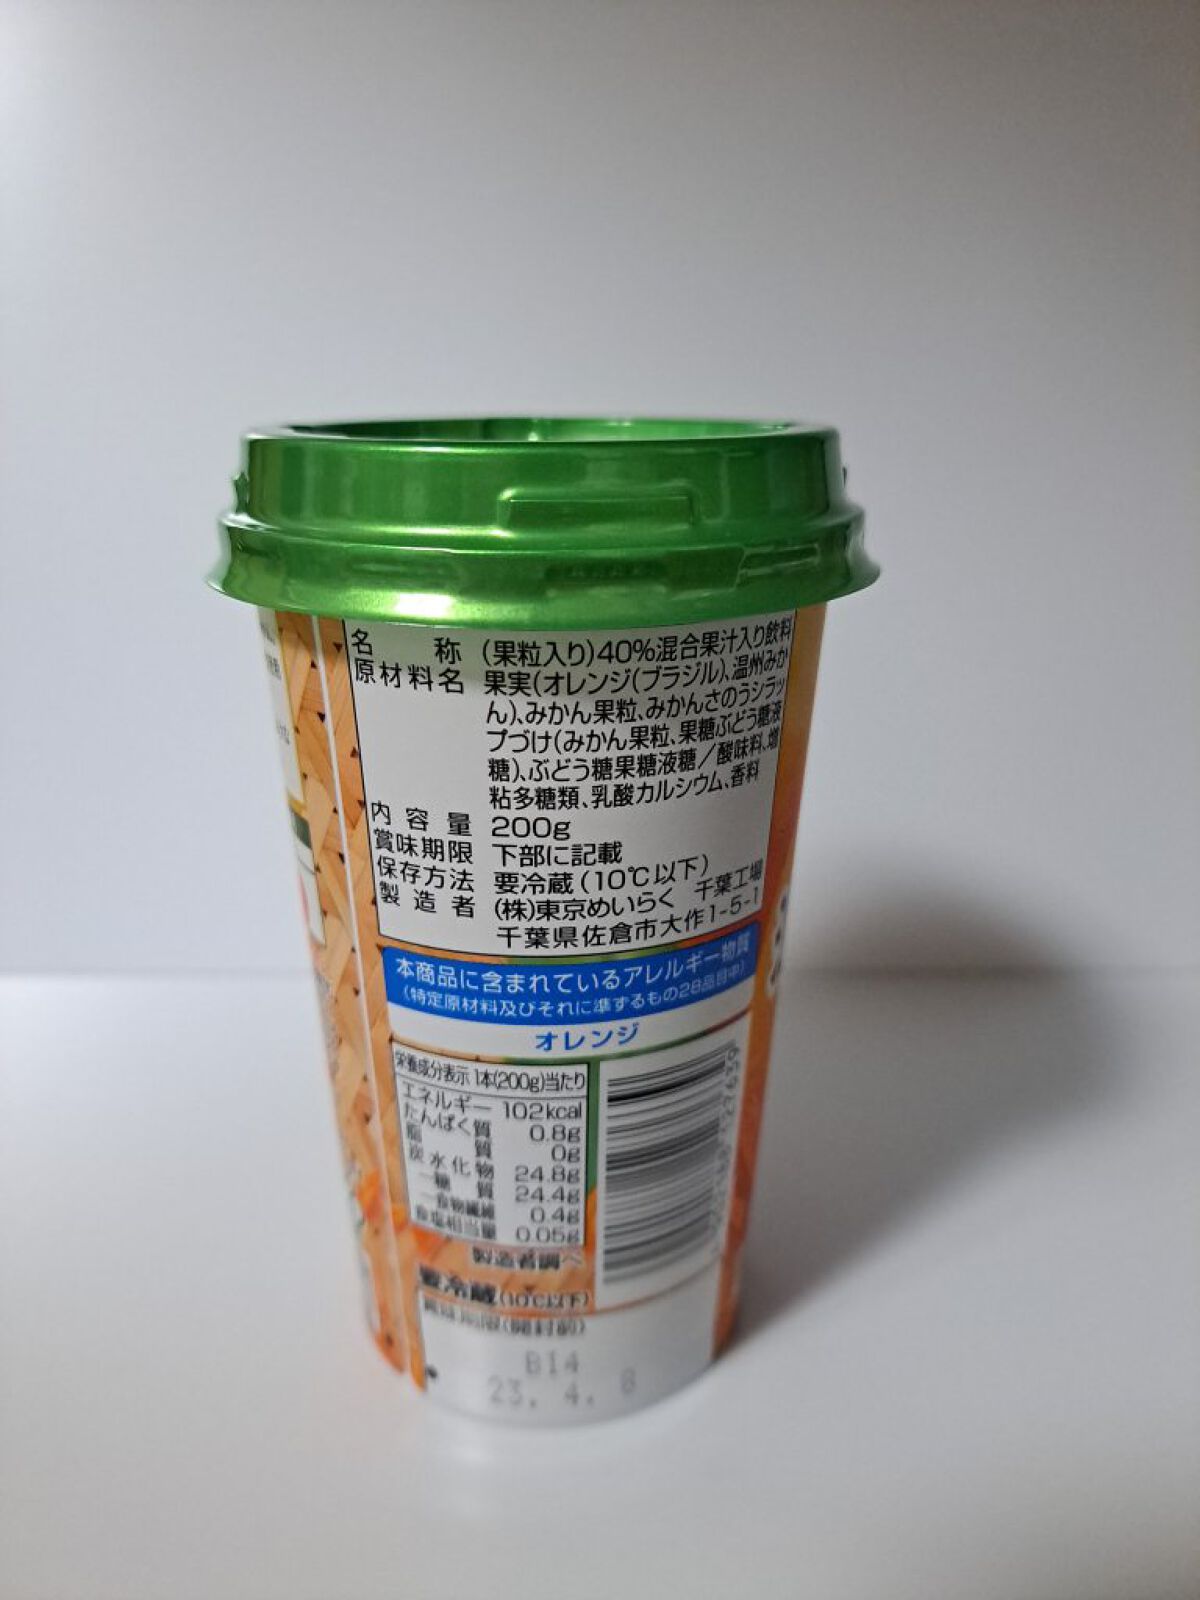 名称 (果粒入り)40%混合果汁入り飲料
原材料名 果実(オレンジ(ブラジル)、温州みか
ん)、みかん果粒、みかんさのうシラッ
プづけ(みかん果粒、果糖ぶどう糖液
糖)、ぶどう糖果糖液糖/酸味料、増
粘多糖類、乳酸カルシウム、香料
内容量 200g
賞味期限 下部に記載
保存方法 要冷蔵(10℃以下)
製造者 (株)東京めいらく 千葉工場
千葉県佐倉市大作1-5-1
本商品に含まれているアレルギー物質
(特定原材料及びそれに準ずるもの28品目中)
オレンジ
栄養成分表示 1本(200g)当たり
エネルギー 102kcal
たんぱく質 0.8g
脂質 0g
炭水化物 24.8g
―糖質 24.4g
―食物繊維 0.4g
食塩相当量 0.05g
製造者調べ
要冷蔵(10℃以下)
賞味期限(開封前)
B14
23. 4. 8